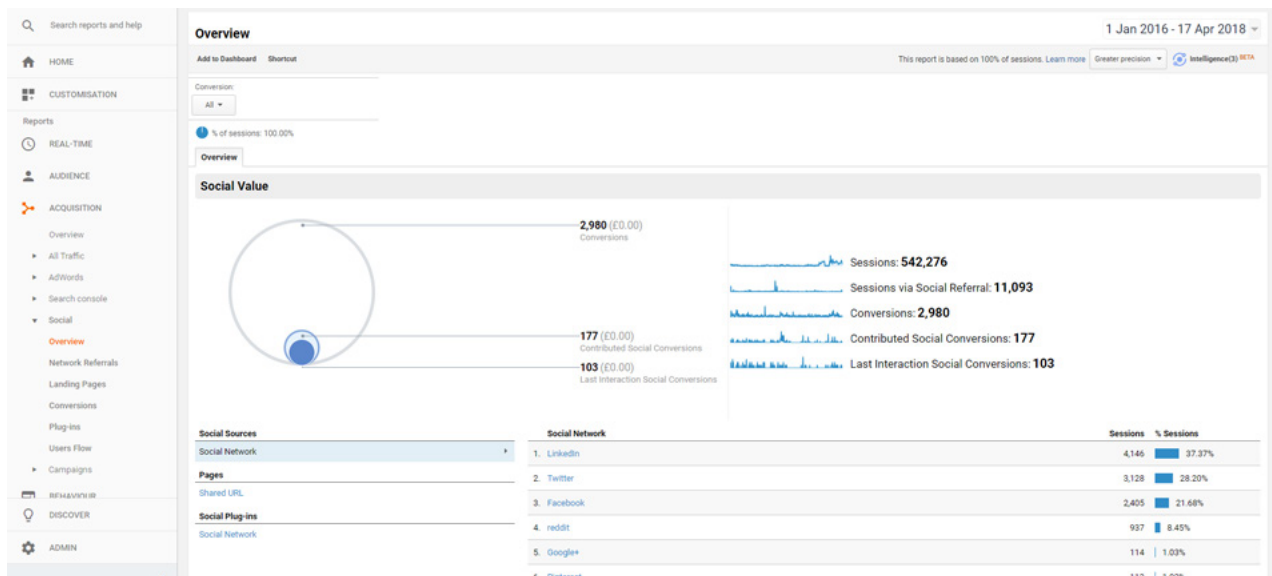 Search reports and help
HOME
CUSTOMISATION
Reports
REAL-TIME
AUDIENCE
ACQUISITION
Overview
All Traffic
AdWords
Search console
Social
Overview
Network Referrals
Landing Pages
Conversions
Plug-ins
Users Flow
Campaigns
BEHAVIOUR
DISCOVER
ADMIN
Overview
1 Jan 2016 - 17 Apr 2018
Add to Dashboard Shortcut
This report is based on 100% of sessions. Learn more Greater precision Intelligence(3) BETA
Conversion:
All
% of sessions: 100.00%
Overview
Social Value
2,980 (£0.00)
Conversions
177 (£0.00)
Contributed Social Conversions
103 (£0.00)
Last Interaction Social Conversions
Sessions: 542,276
Sessions via Social Referral: 11,093
Conversions: 2,980
Contributed Social Conversions: 177
Last Interaction Social Conversions: 103
Social Sources
Social Network
Pages
Shared URL
Social Plug-ins
Social Network
Social Network Sessions % Sessions
1. LinkedIn 4,146 37.37%
2. Twitter 3,128 28.20%
3. Facebook 2,405 21.68%
4. reddit 937 8.45%
5. Google+ 114 1.03%